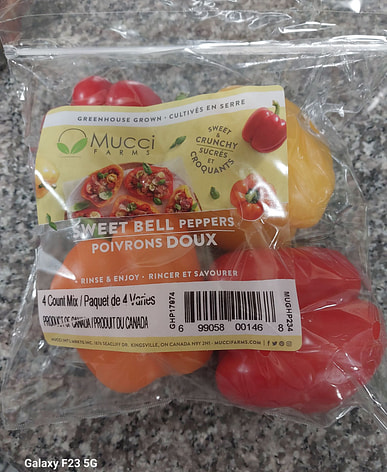 GREENHOUSE GROWN • CULTIVÉS EN SERRE
Mucci
FARMS
SWEET &
CRUNCHY
SUCRÉS ET
CROQUANTS
SWEET BELL PEPPERS
POIVRONS DOUX
RINSE & ENJOY • RINCER ET SAVOURER
4 Count Mix / Paquet de 4 Variés
PRODUCT OF CANADA / PRODUIT DU CANADA
GHP17974
6 99058 00146 8
MUGHP234
KINGSVILLE, ON CANADA N9Y 2H1 • MUCCIFARMS.COM
Galaxy F23 5G